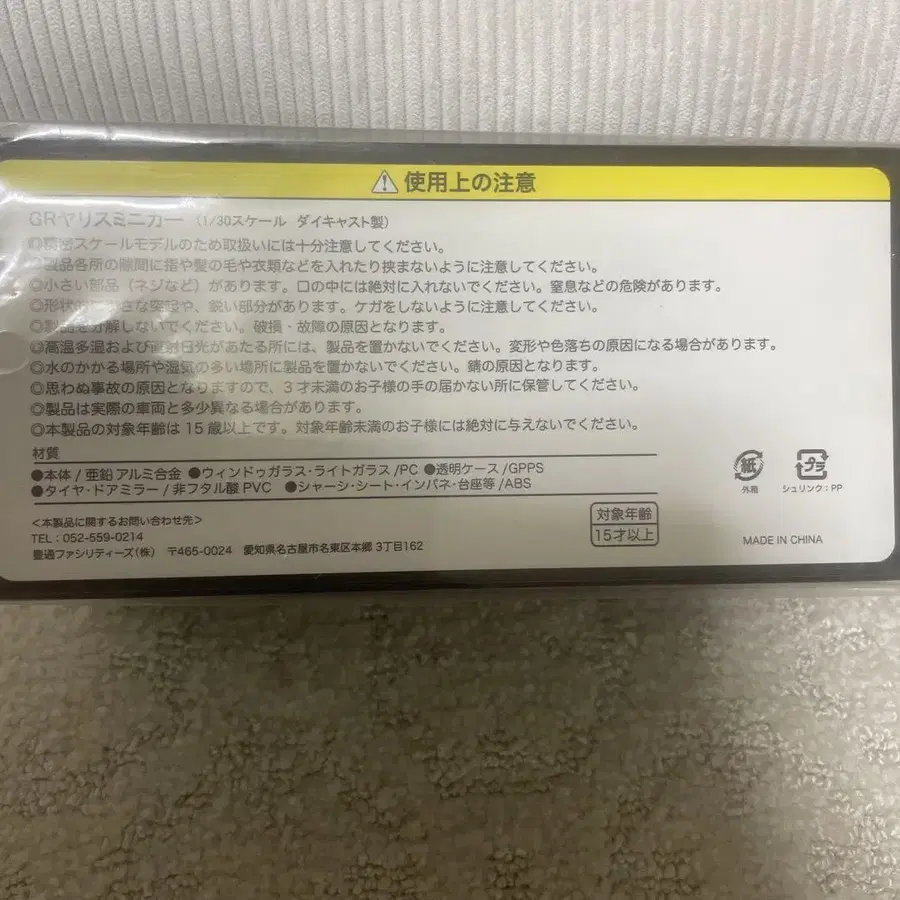 使用上の注意
GRヤリスミニカー (1/30スケール ダイキャスト製)
◎精密スケールモデルのため取扱いには十分注意してください。
◎製品各所の隙間に指や髪の毛や衣類などを入れたり挟まないように注意してください。
◎小さい部品(ネジなど)があります。口の中には絶対に入れないでください。窒息などの危険があります。
◎形状的に な突起や、鋭い部分があります。ケガをしないように注意してください。
◎製品を分解しないでください。破損・故障の原因となります。
◎高温多湿および直射日光があたる所には、製品を置かないでください。変形や色落ちの原因になる場合があります。
◎水のかかる場所や湿気の多い場所に製品を置かないでください。錆の原因となります。
◎思わぬ事故の原因となりますので、3才未満のお子様の手の届かない所に保管してください。
◎製品は実際の車両と多少異なる場合があります。
◎本製品の対象年齢は15歳以上です。対象年齢未満のお子様には絶対に与えないでください。
材質
●本体/亜鉛 アルミ合金 ●ウィンドゥガラス・ライトガラス/PC ●透明ケース/GPPS
●タイヤ・ドアミラー/非フタル酸PVC ●シャーシ・シート・インパネ・台座等/ABS
紙
外箱
プラ
シュリンク:PP
<本製品に関するお問い合わせ先>
TEL:052-559-0214
豊通ファシリティーズ(株) 〒465-0024 愛知県名古屋市名東区本郷3丁目162
対象年齢
15才以上
MADE IN CHINA